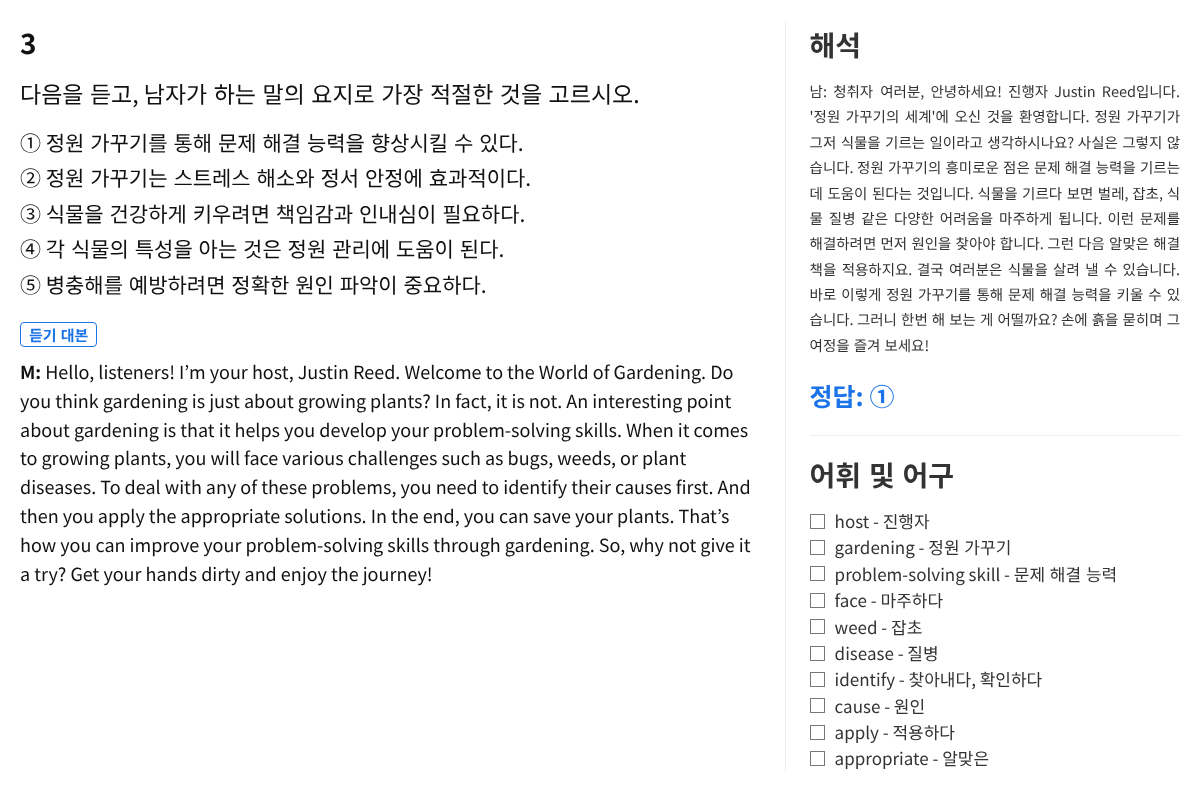 3
다음을 듣고, 남자가 하는 말의 요지로 가장 적절한 것을 고르시오.
① 정원 가꾸기를 통해 문제 해결 능력을 향상시킬 수 있다.
② 정원 가꾸기는 스트레스 해소와 정서 안정에 효과적이다.
③ 식물을 건강하게 키우려면 책임감과 인내심이 필요하다.
④ 각 식물의 특성을 아는 것은 정원 관리에 도움이 된다.
⑤ 병충해를 예방하려면 정확한 원인 파악이 중요하다.
듣기 대본
M: Hello, listeners! I’m your host, Justin Reed. Welcome to the World of Gardening. Do
you think gardening is just about growing plants? In fact, it is not. An interesting point
about gardening is that it helps you develop your problem-solving skills. When it comes
to growing plants, you will face various challenges such as bugs, weeds, or plant
diseases. To deal with any of these problems, you need to identify their causes first. And
then you apply the appropriate solutions. In the end, you can save your plants. That’s
how you can improve your problem-solving skills through gardening. So, why not give it
a try? Get your hands dirty and enjoy the journey!
해석
남: 청취자 여러분, 안녕하세요! 진행자 Justin Reed입니다.
'정원 가꾸기의 세계'에 오신 것을 환영합니다. 정원 가꾸기가
그저 식물을 기르는 일이라고 생각하시나요? 사실은 그렇지 않
습니다. 정원 가꾸기의 흥미로운 점은 문제 해결 능력을 기르는
데 도움이 된다는 것입니다. 식물을 기르다 보면 벌레, 잡초, 식
물 질병 같은 다양한 어려움을 마주하게 됩니다. 이런 문제를
해결하려면 먼저 원인을 찾아야 합니다. 그런 다음 알맞은 해결
책을 적용하지요. 결국 여러분은 식물을 살려 낼 수 있습니다.
바로 이렇게 정원 가꾸기를 통해 문제 해결 능력을 키울 수 있
습니다. 그러니 한번 해 보는 게 어떨까요? 손에 흙을 묻히며 그
여정을 즐겨 보세요!
정답: ①
어휘 및 어구
□ host - 진행자
□ gardening - 정원 가꾸기
□ problem-solving skill - 문제 해결 능력
□ face - 마주하다
□ weed - 잡초
□ disease - 질병
□ identify - 찾아내다, 확인하다
□ cause - 원인
□ apply - 적용하다
□ appropriate - 알맞은